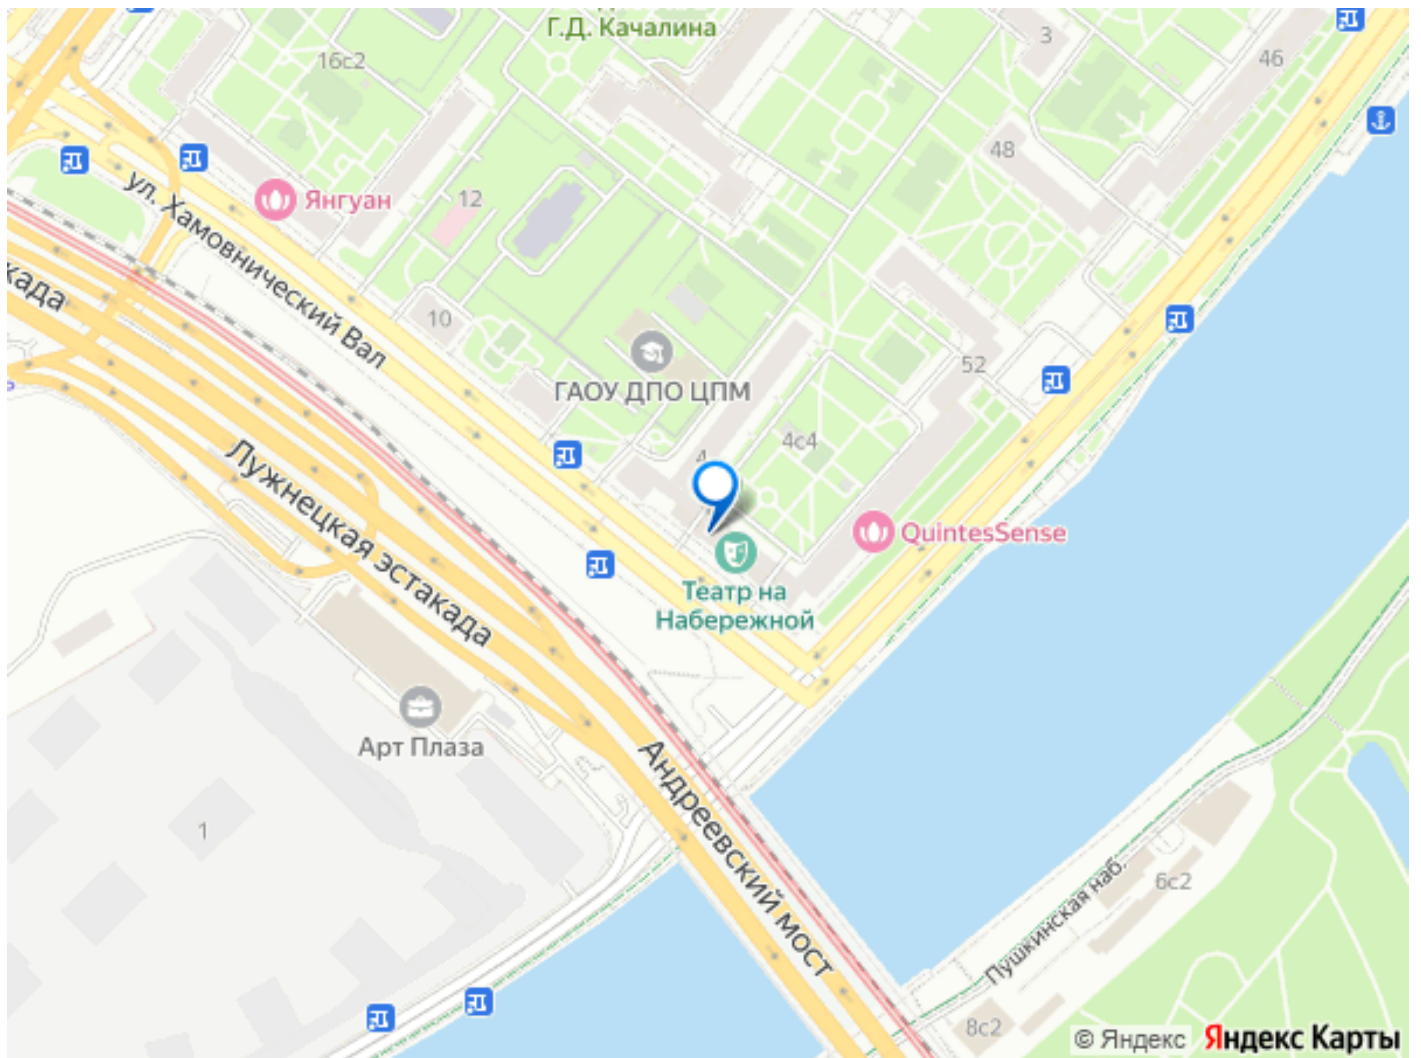 Г.Д. Качалина
3
46
16с2
48
ул. Хамовнический Вал
Янгуан
12
10
52
ГАОУ ДПО ЦПМ
4с4
4
када
Лужнецкая эстакада
QuintesSense
Театр на
Набережной
Арт Плаза
Андреевский мост
1
6с2
Пушкинская наб.
8с2
© Яндекс
Яндекс Карты